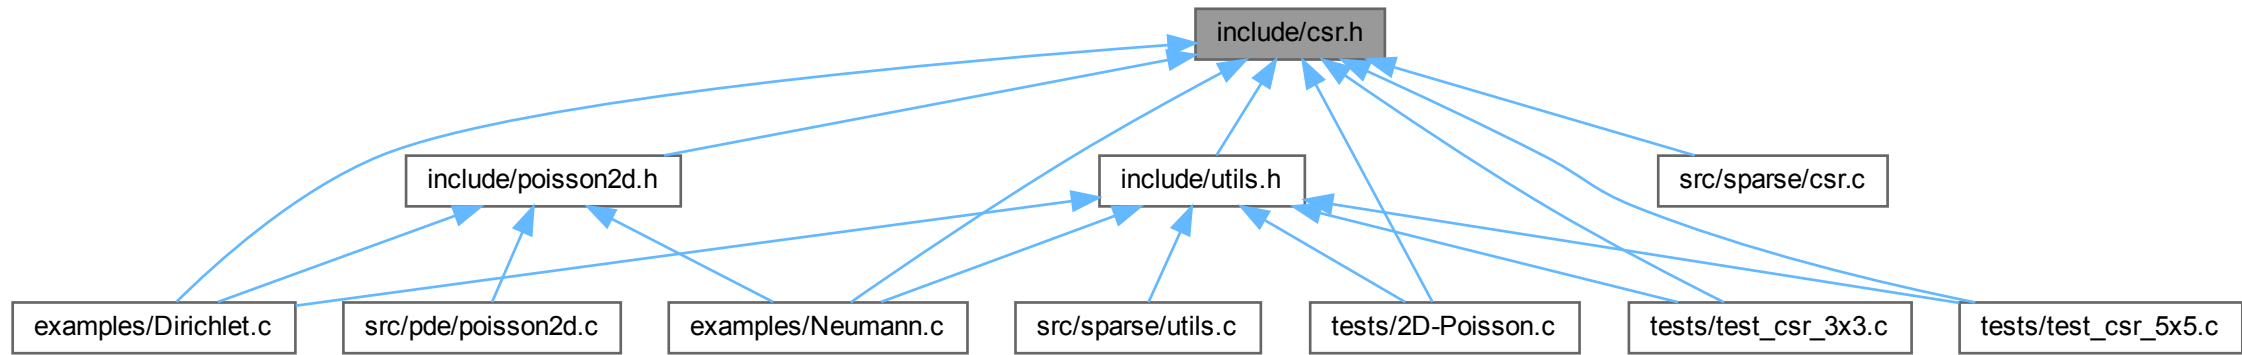 include/csr.h
include/poisson2d.h
include/utils.h
src/sparse/csr.c
examples/Dirichlet.c
src/pde/poisson2d.c
examples/Neumann.c
src/sparse/utils.c
tests/2D-Poisson.c
tests/test_csr_3x3.c
tests/test_csr_5x5.c